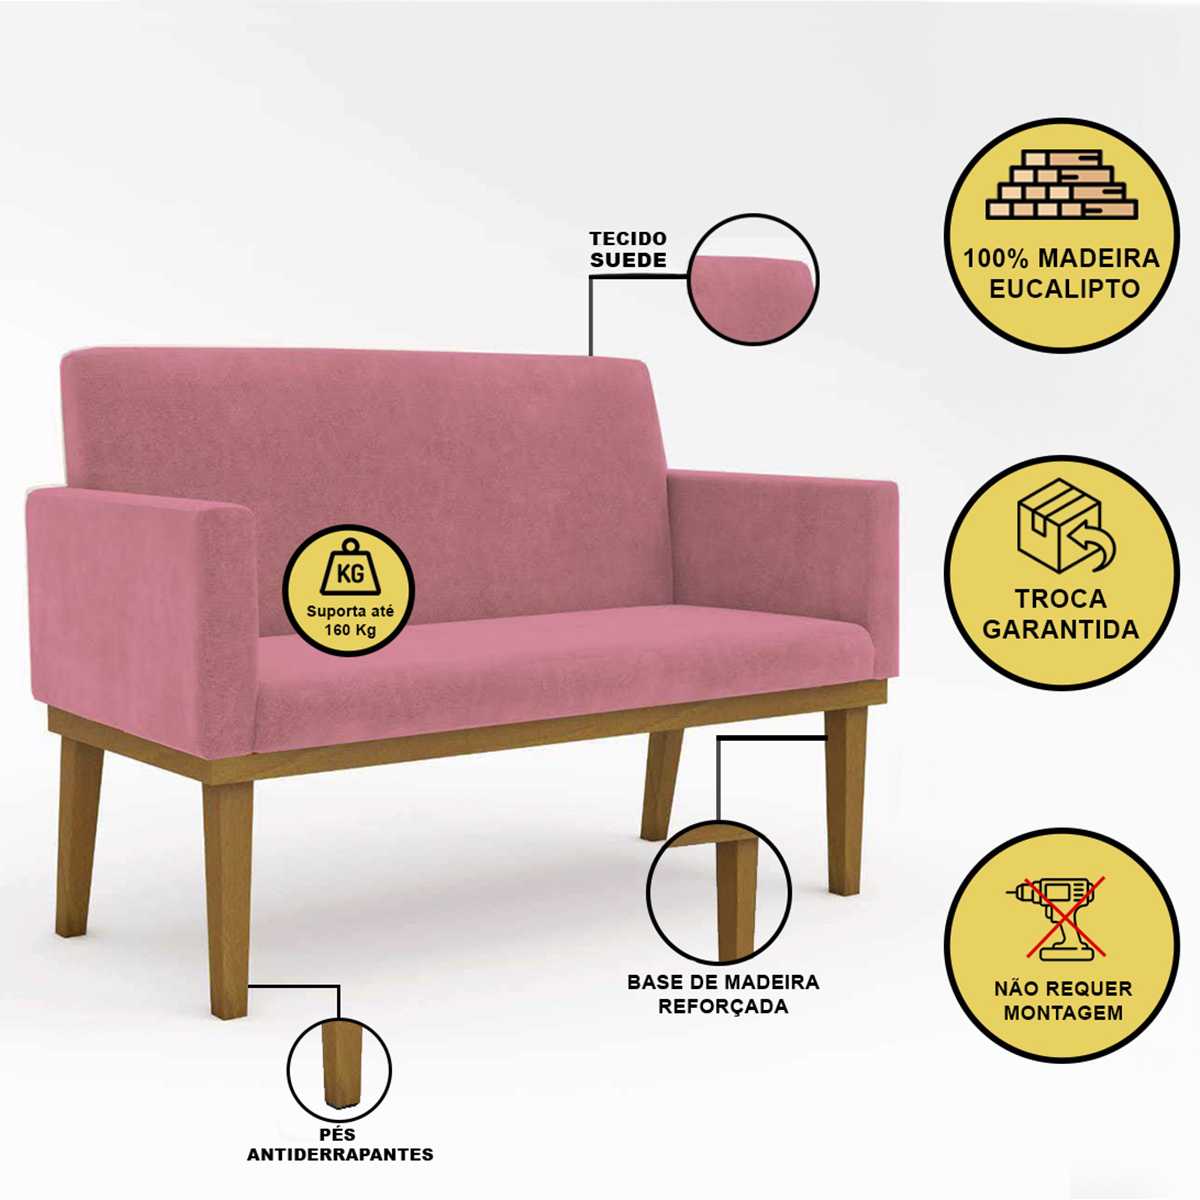 TECIDO
SUEDE
100% MADEIRA
EUCALIPTO
KG
Suporta até
160 Kg
TROCA
GARANTIDA
BASE DE MADEIRA
REFORÇADA
NÃO REQUER
MONTAGEM
PÉS
ANTIDERRAPANTES